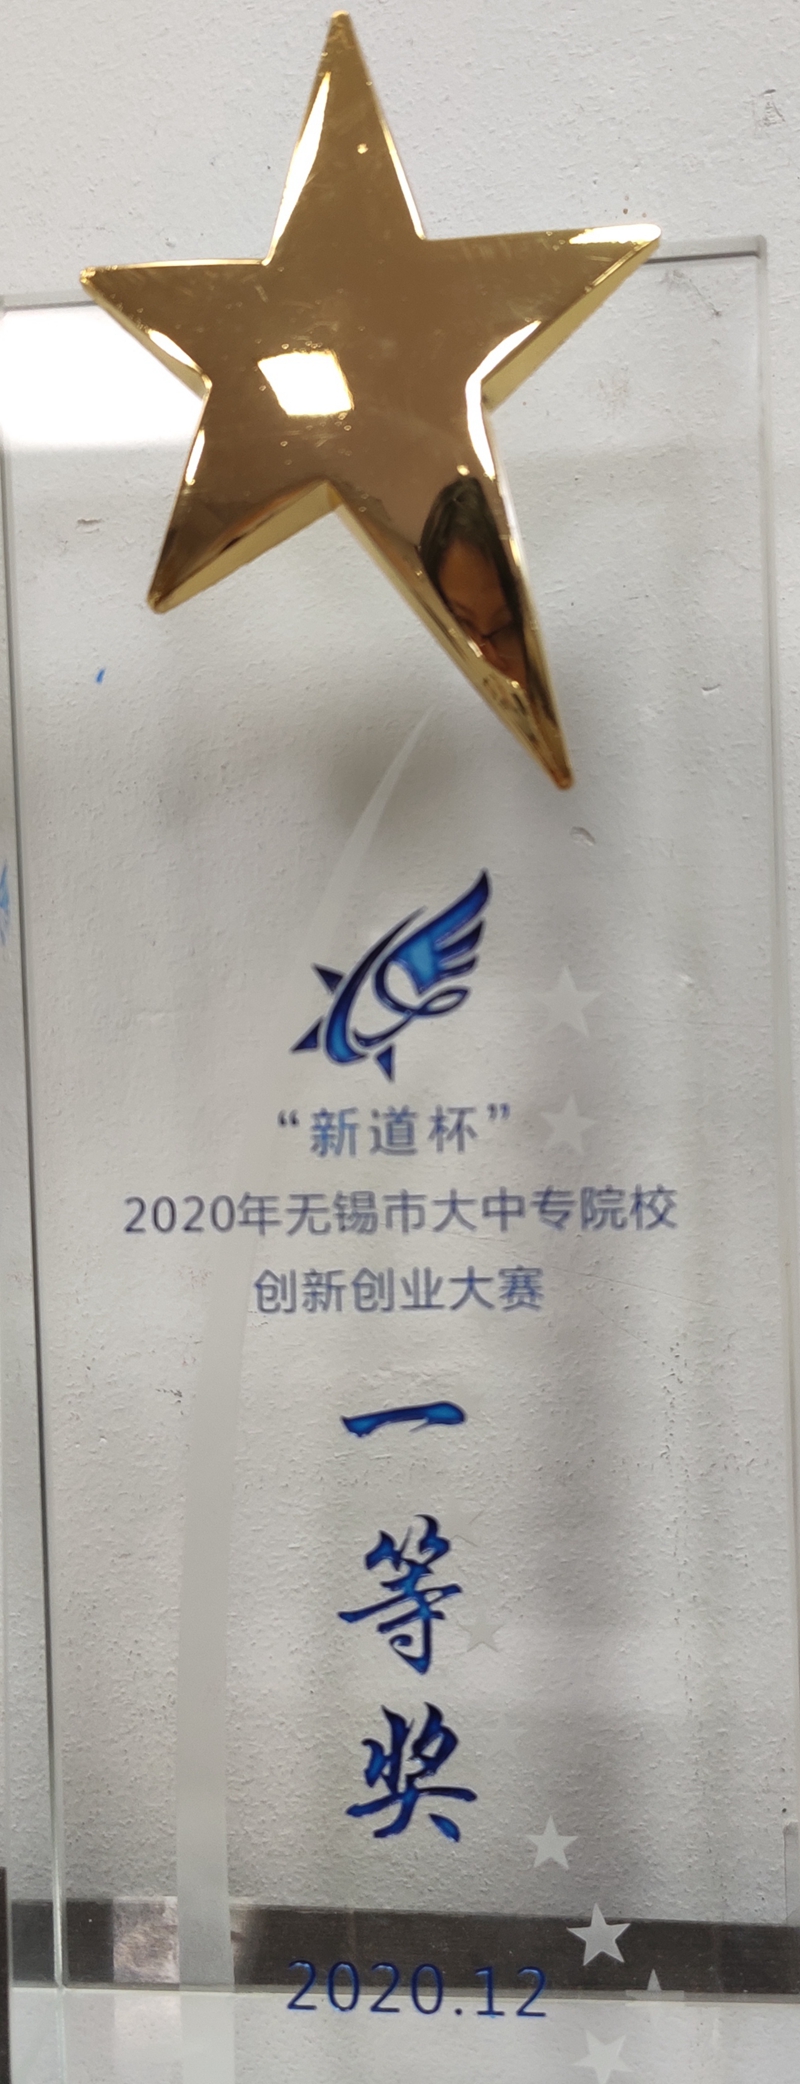 “新道杯”
2020年无锡市大中专院校
创新创业大赛
一
等
奖
2020.12